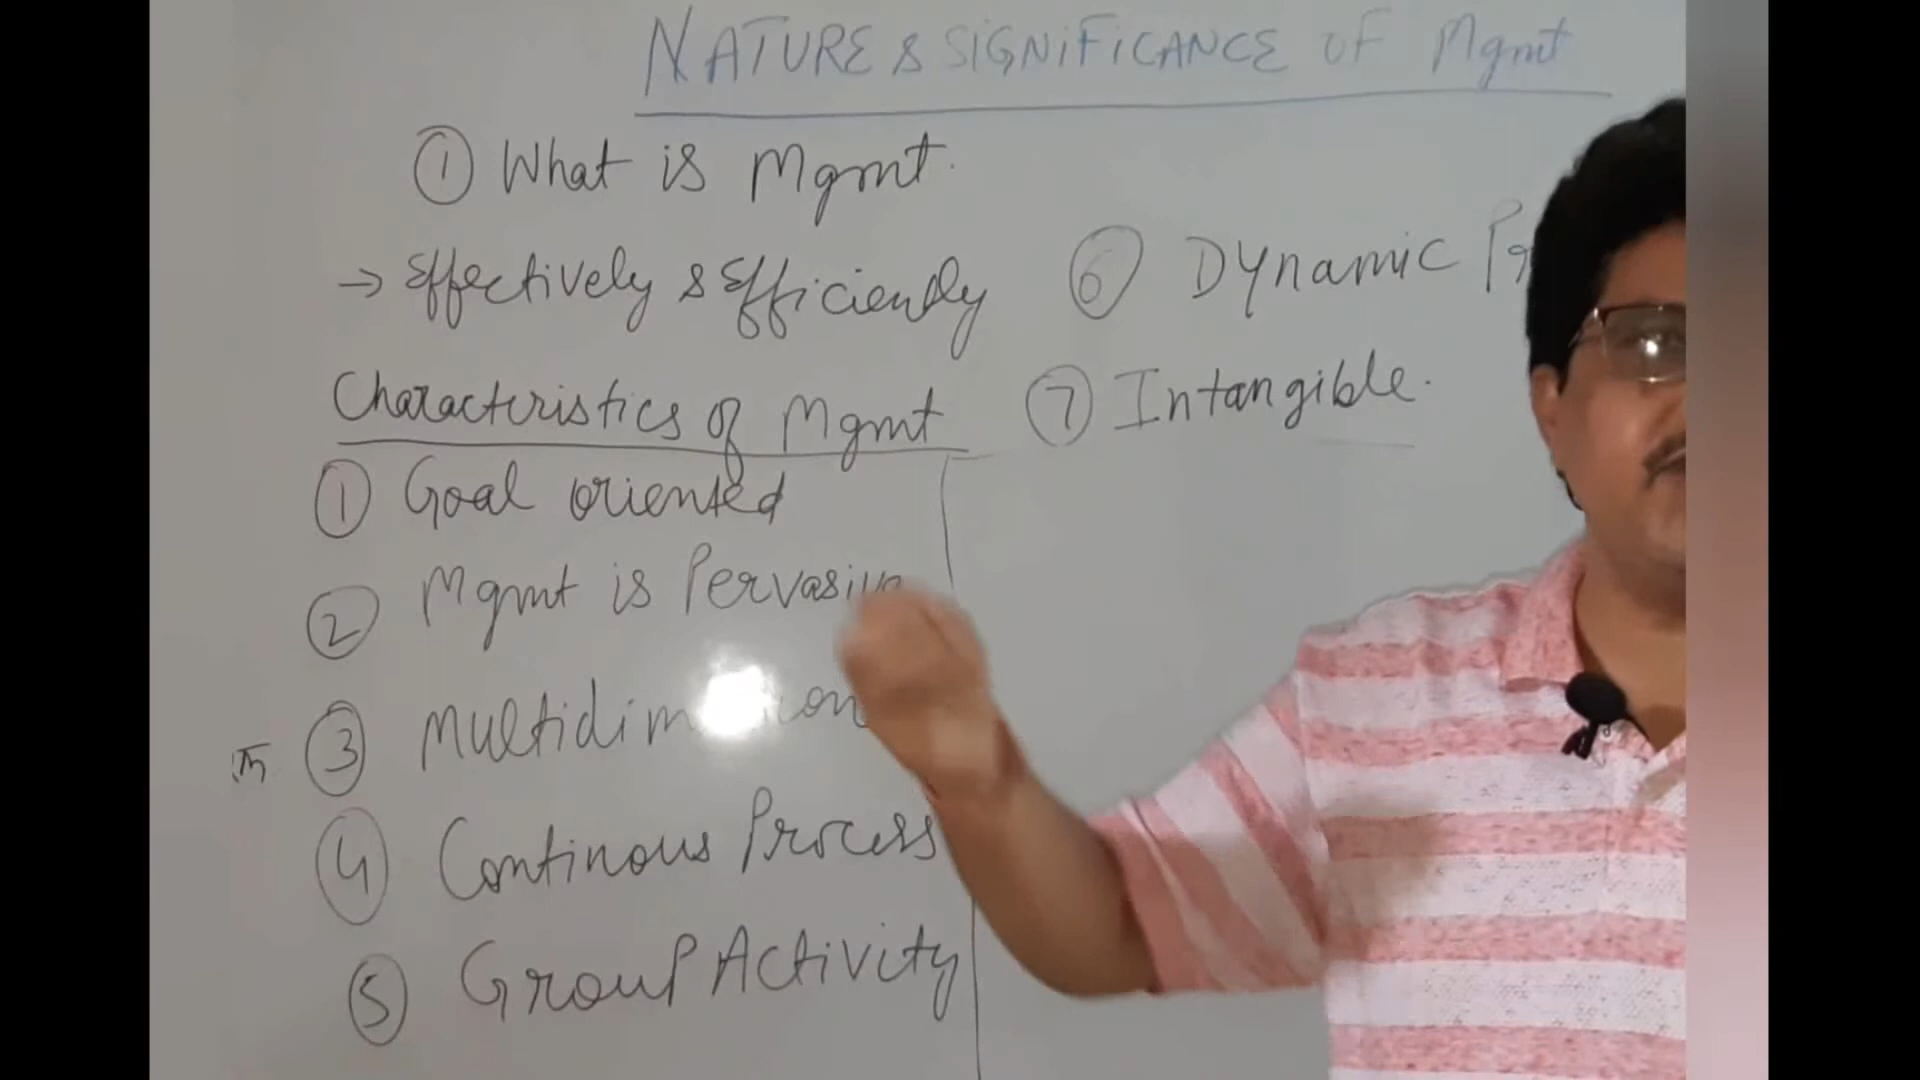 NATURE & SIGNIFICANCE OF Mgmt
① What is Mgmt.
→ Effectively & Efficiently
Characteristics of Mgmt
① Goal oriented
② Mgmt is Pervasive
③
④ Continous Process
⑤ Group Activity
⑥ Dynamic
⑦ Intangible.